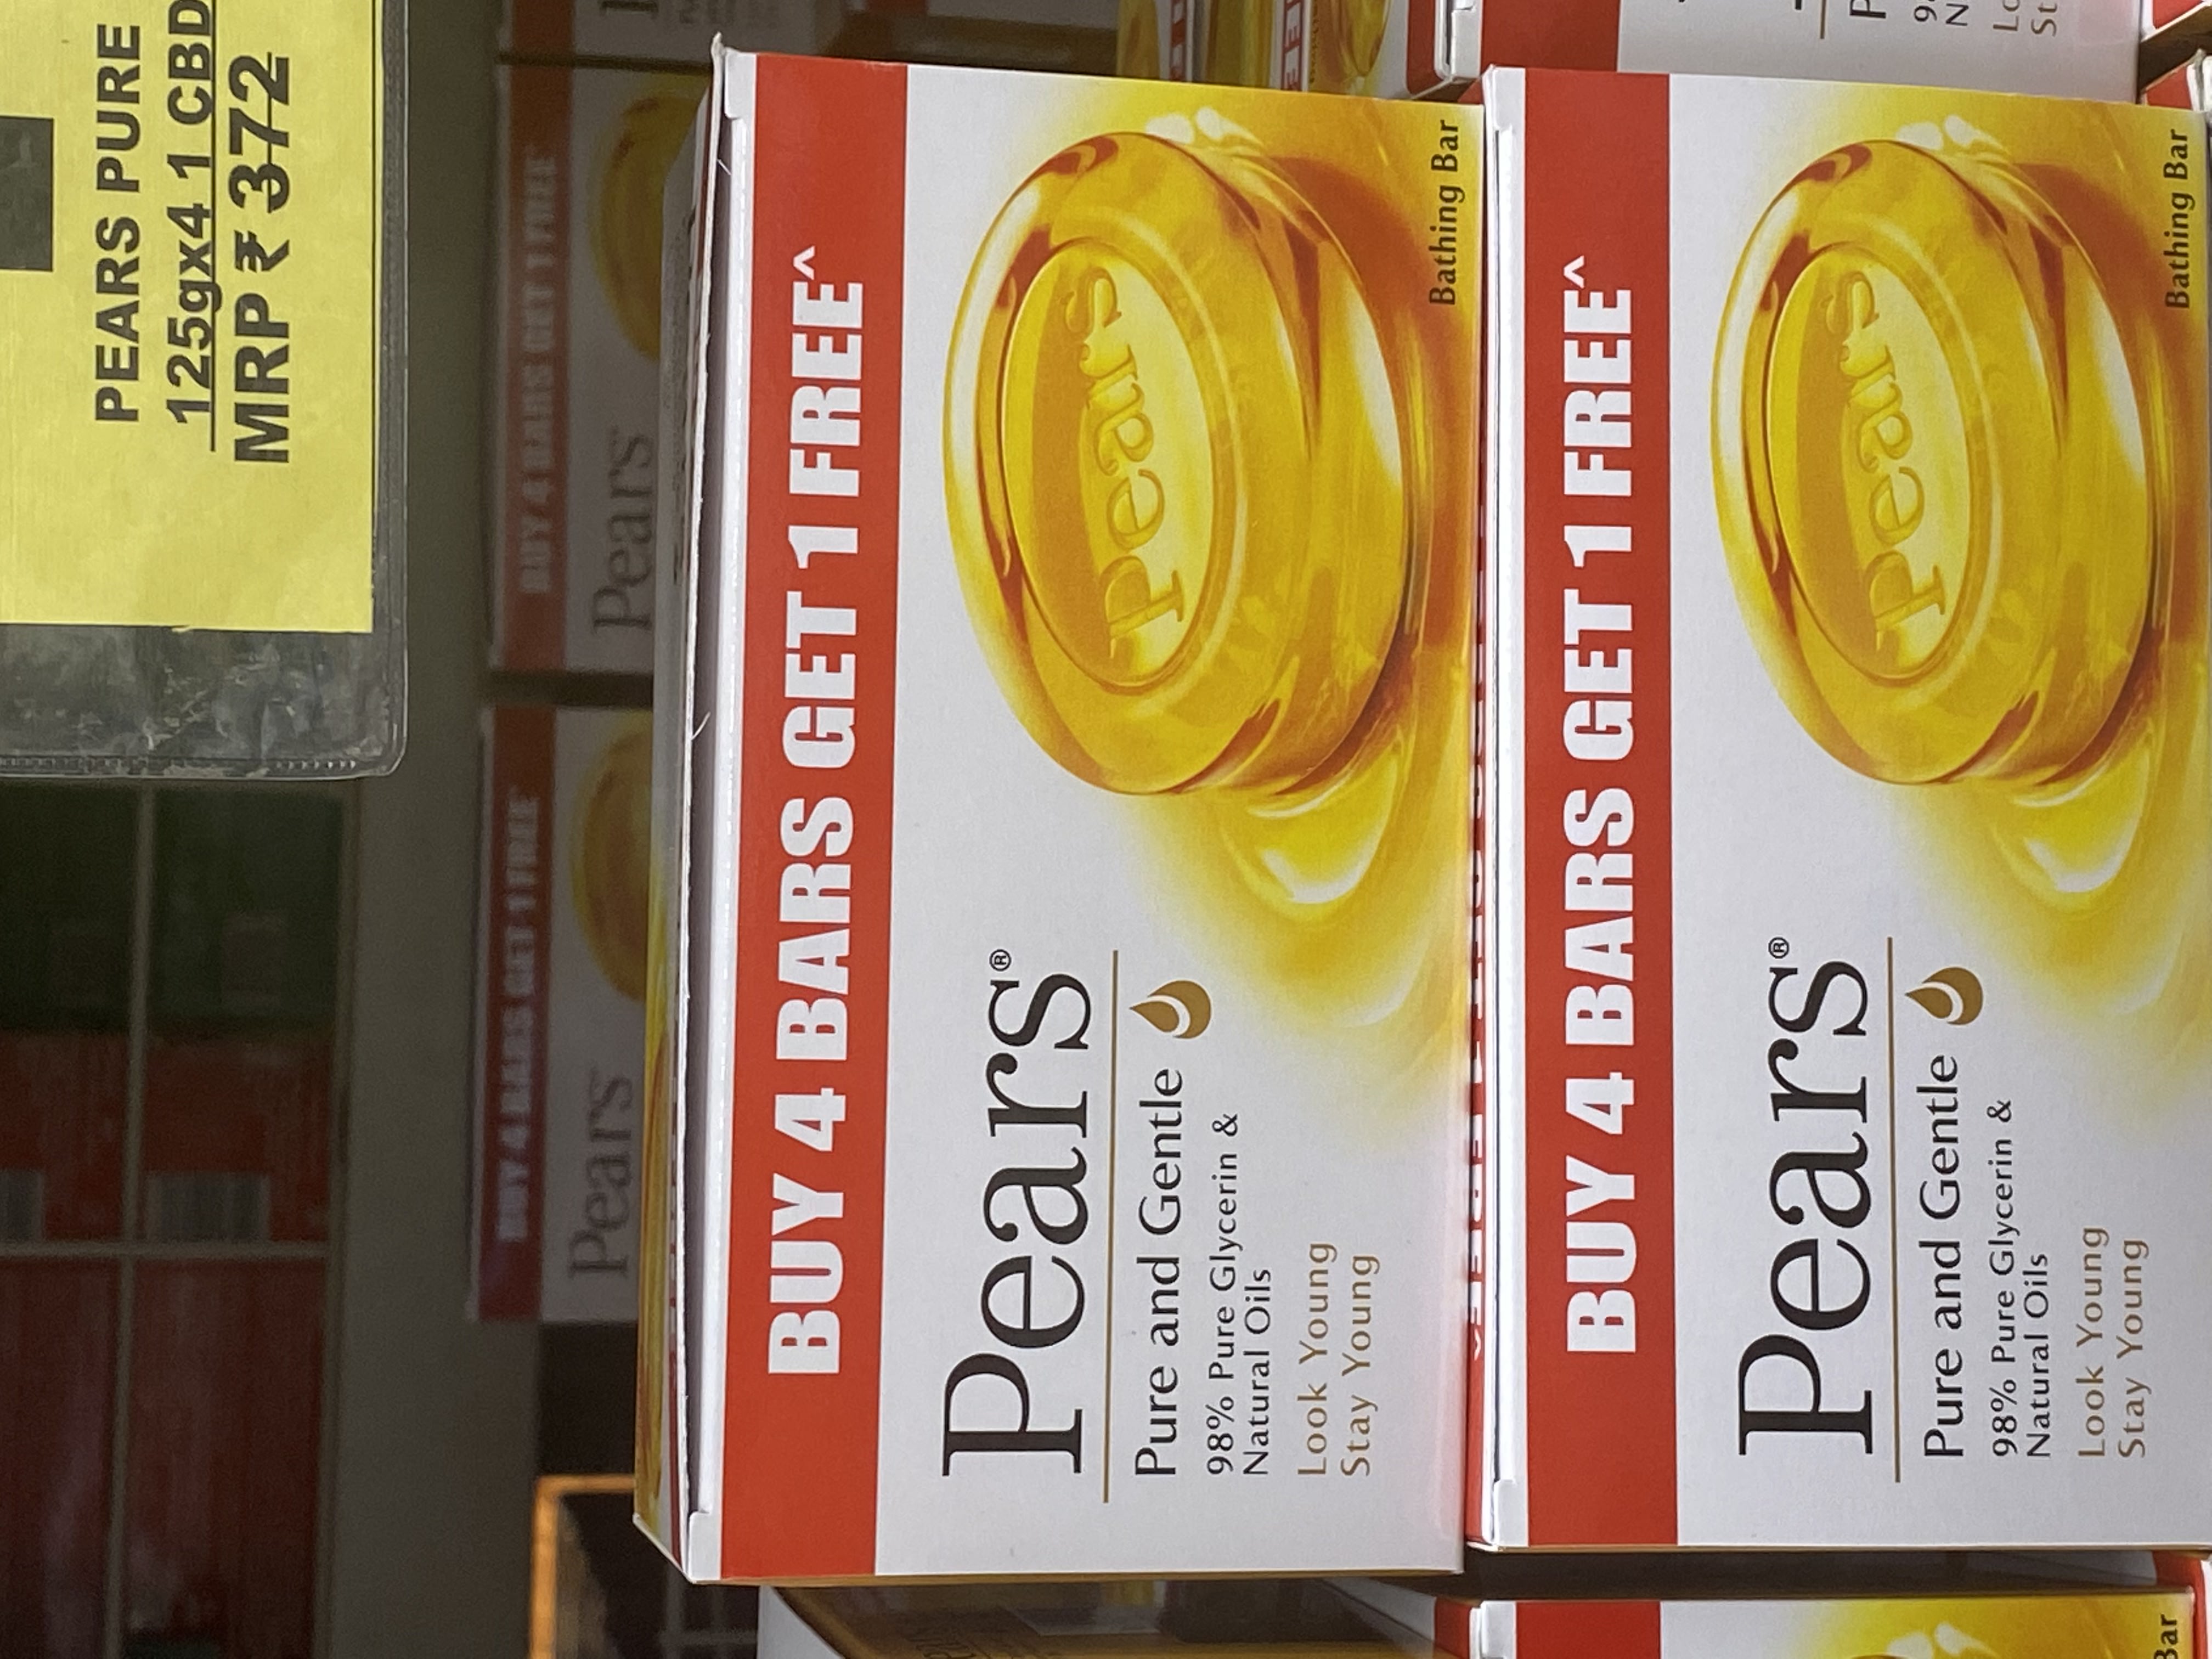 PEARS PURE
125gx4 1 CBD
MRP ₹ 372
BUY 4 BARS GET 1 FREE^
Pears
BUY 4 BARS GET 1 FREE^
Pears
BUY 4 BARS GET 1 FREE^
Pears®
Pears
Pure and Gentle
98% Pure Glycerin &
Natural Oils
Look Young
Stay Young
Bathing Bar
BUY 4 BARS GET 1 FREE^
Pears®
Pears
Pure and Gentle
98% Pure Glycerin &
Natural Oils
Look Young
Stay Young
Bathing Bar
Bar